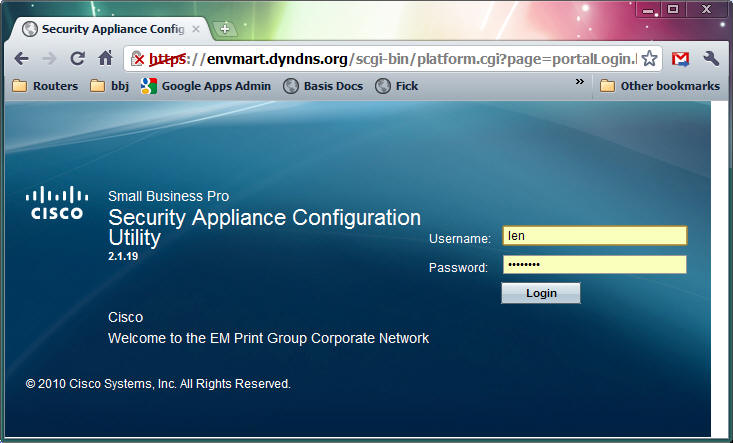 Security Appliance Config
https://envmart.dyndns.org/scgi-bin/platform.cgi?page=portalLogin.
Routers
bbj
Google Apps Admin
Basis Docs
Fick
»
Other bookmarks
CISCO
Small Business Pro
Security Appliance Configuration
Utility
2.1.19
Username: len
Password: ••••••••
Login
Cisco
Welcome to the EM Print Group Corporate Network
© 2010 Cisco Systems, Inc. All Rights Reserved.